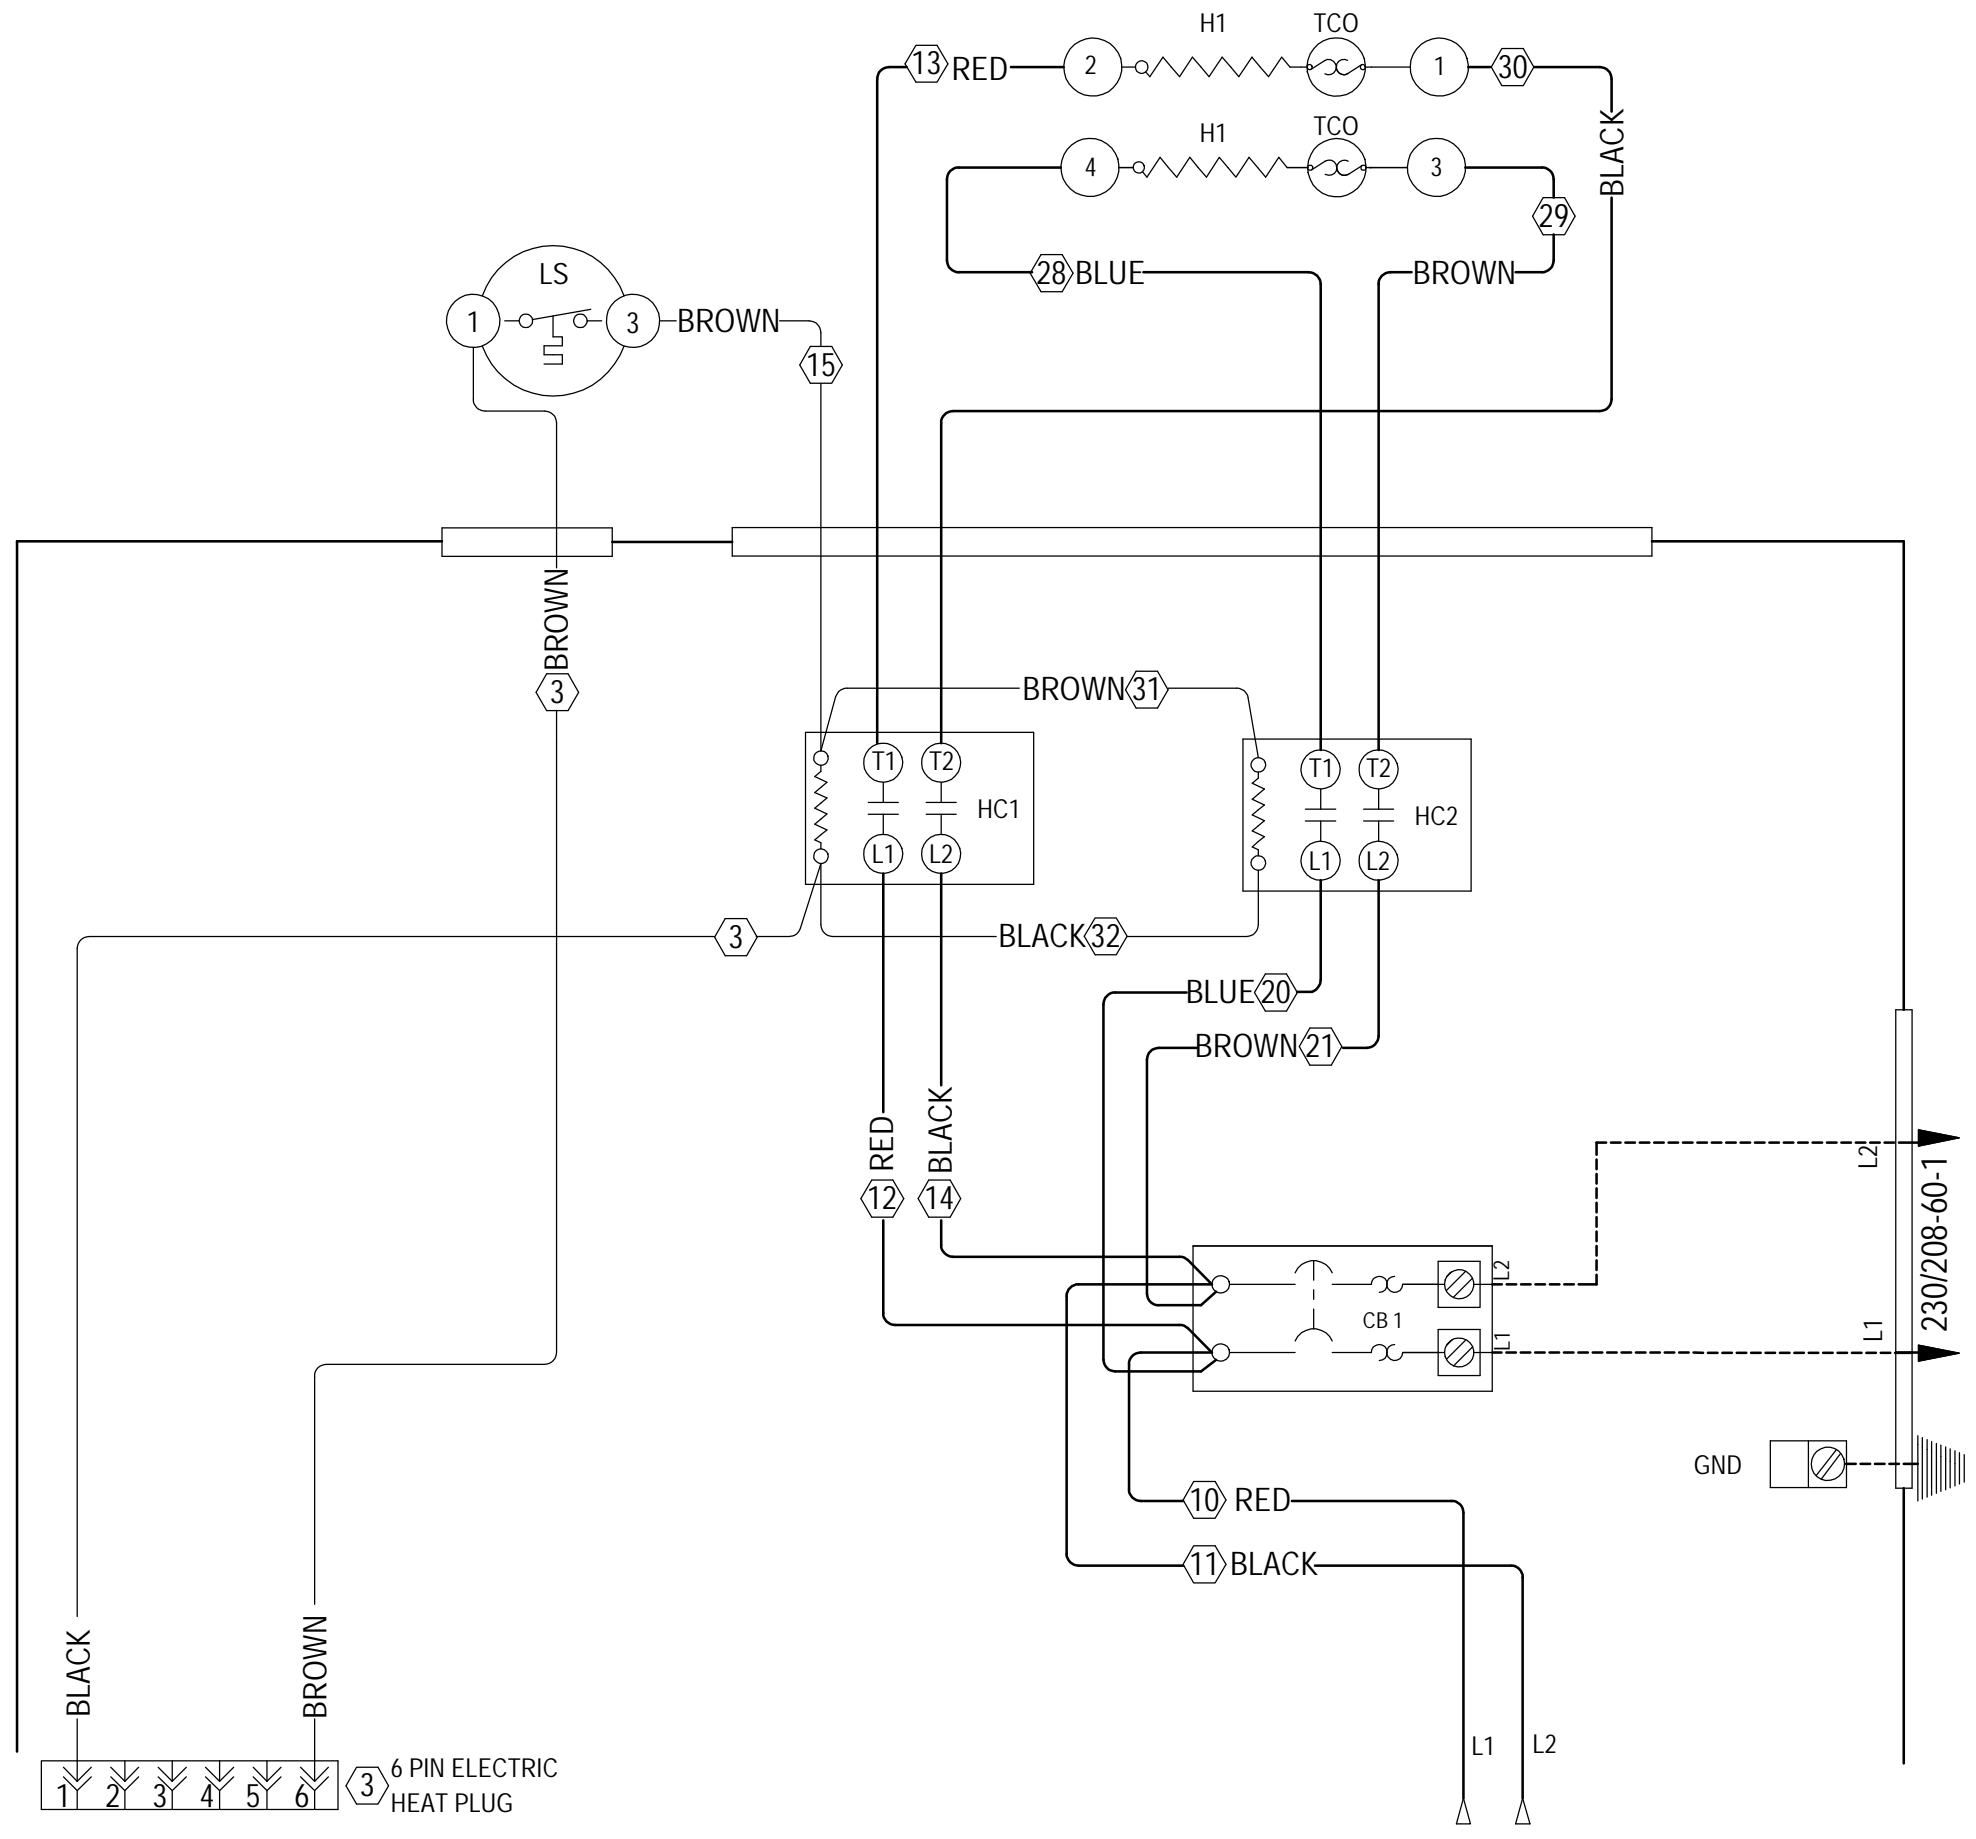 H1 TCO
13 RED 2 1 30
H1 TCO
4 3
BLACK
29
28 BLUE BROWN
LS
1 3 BROWN
15
BROWN
3
BROWN 31
T1 T2 HC1
L1 L2
T1 T2 HC2
L1 L2
3
BLACK 32
BLUE 20
BROWN 21
RED
12
BLACK
14
L2
230/208-60-1
L1
L2
CB 1
L1
GND
10 RED
11 BLACK
BLACK
BROWN
L1 L2
1 2 3 4 5 6
3
6 PIN ELECTRIC
HEAT PLUG